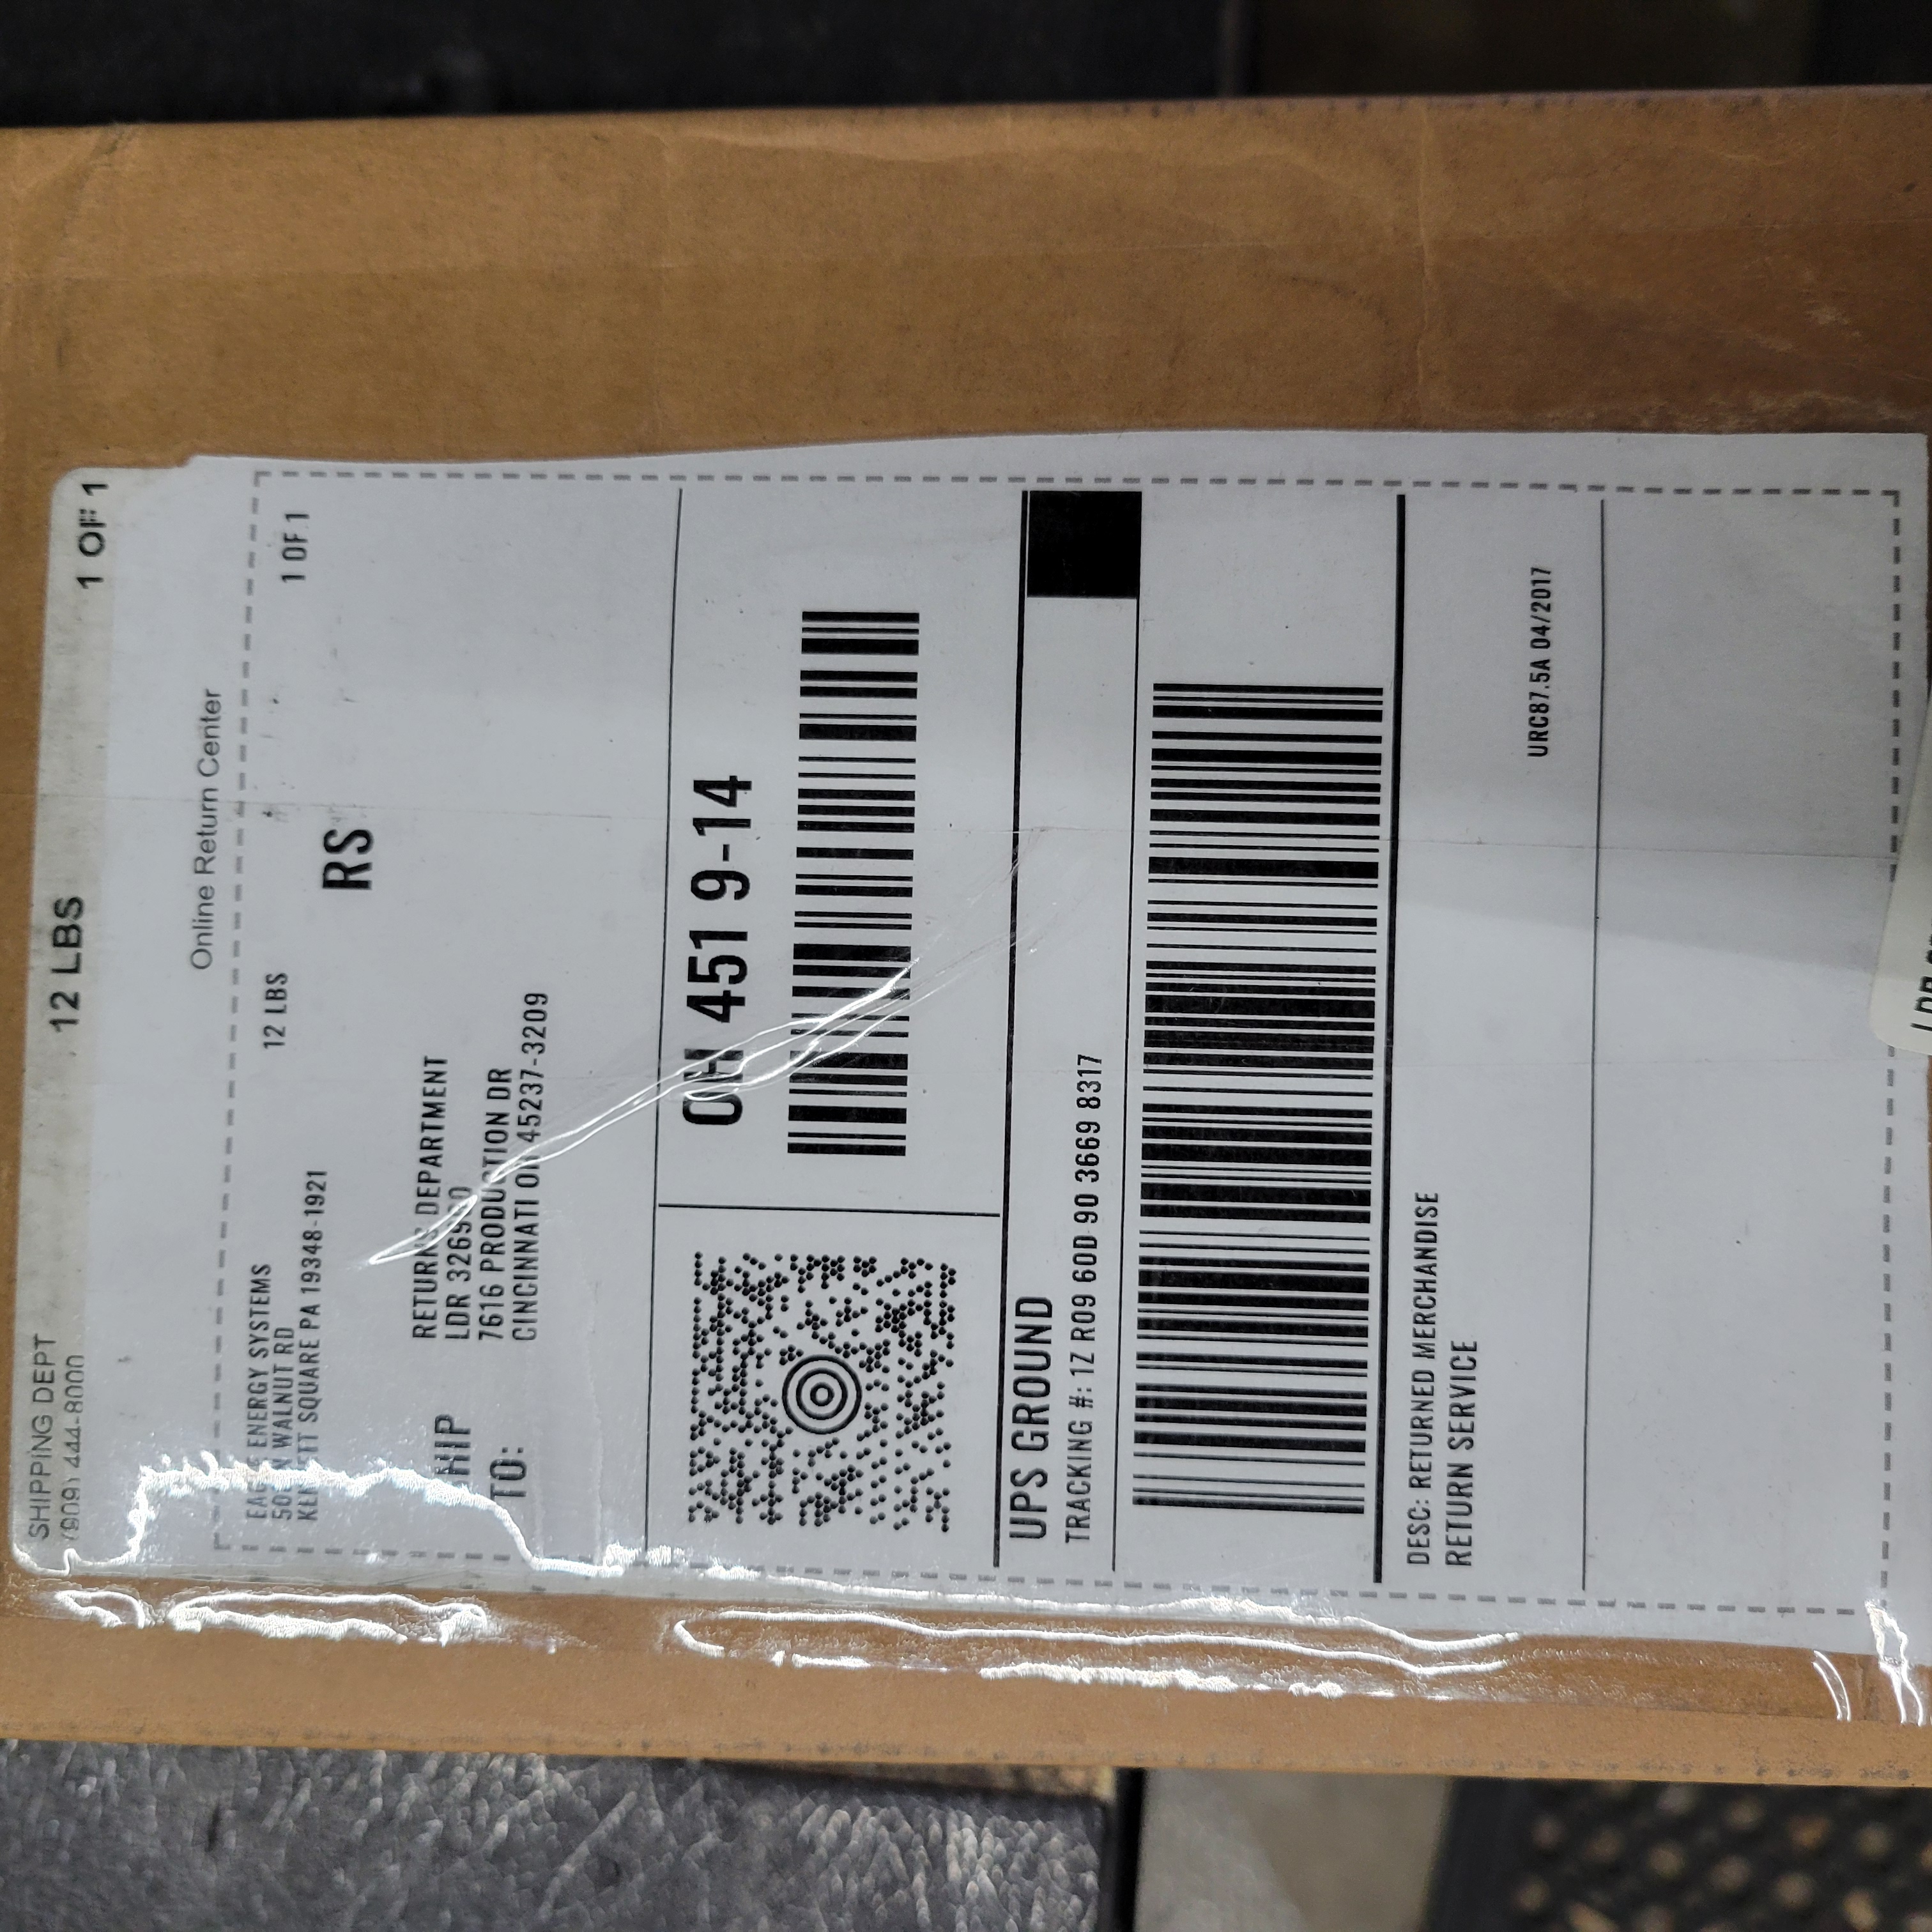 SHIPPING DEPT
(909) 444-8000
12 LBS
1 OF 1
Online Return Center
ENERGY SYSTEMS
WALNUT RD
SQUARE PA 19348-1921
12 LBS
1 OF 1
RS
SHIP
TO:
RETURNS DEPARTMENT
LDR
7616 PRODUCTION DR
CINCINNATI OH 45237-3209
OH 451 9-14
UPS GROUND
TRACKING #: 1Z R09 60D 90 3669 8317
DESC: RETURNED MERCHANDISE
RETURN SERVICE
URC87.5A 04/2017